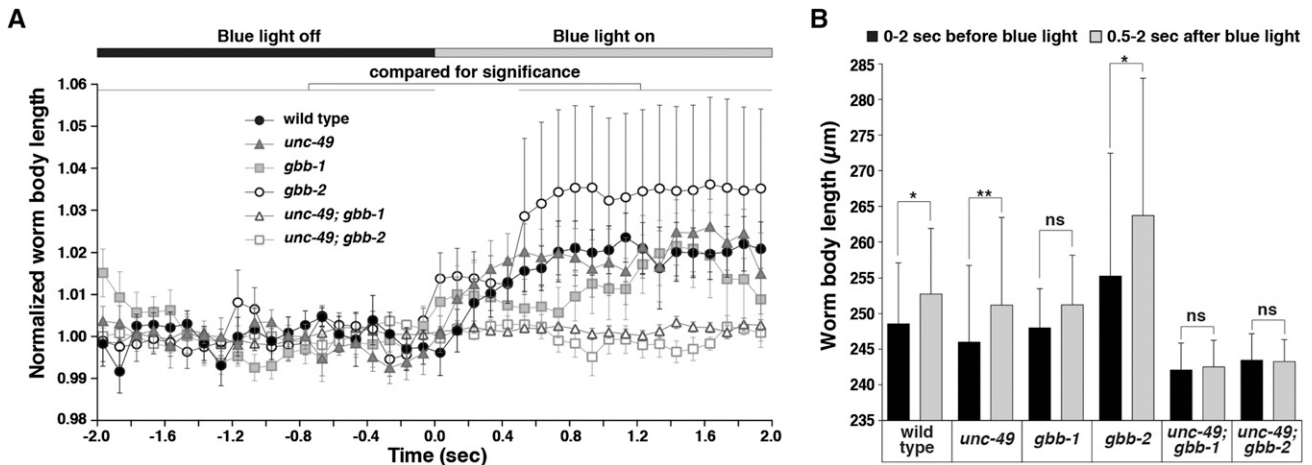 A
Blue light off
Blue light on
compared for significance
1.06
1.05
1.04
1.03
1.02
1.01
1.00
0.99
0.98
Normalized worm body length
wild type
unc-49
gbb-1
gbb-2
unc-49; gbb-1
unc-49; gbb-2
-2.0
-1.6
-1.2
-0.8
-0.4
0.0
0.4
0.8
1.2
1.6
2.0
Time (sec)
B
0-2 sec before blue light
0.5-2 sec after blue light
285
280
275
270
265
260
255
250
245
240
235
Worm body length (µm)
*
**
ns
*
ns
ns
wild
type
unc-49
gbb-1
gbb-2
unc-49;
gbb-1
unc-49;
gbb-2